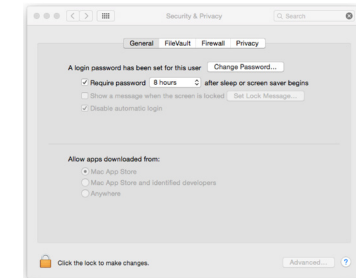 Security & Privacy
Search
General FileVault Firewall Privacy
A login password has been set for this user Change Password...
Require password 8 hours after sleep or screen saver begins
Show a message when the screen is locked Set Lock Message...
Disable automatic login
Allow apps downloaded from:
Mac App Store
Mac App Store and identified developers
Anywhere
Click the lock to make changes. Advanced... ?